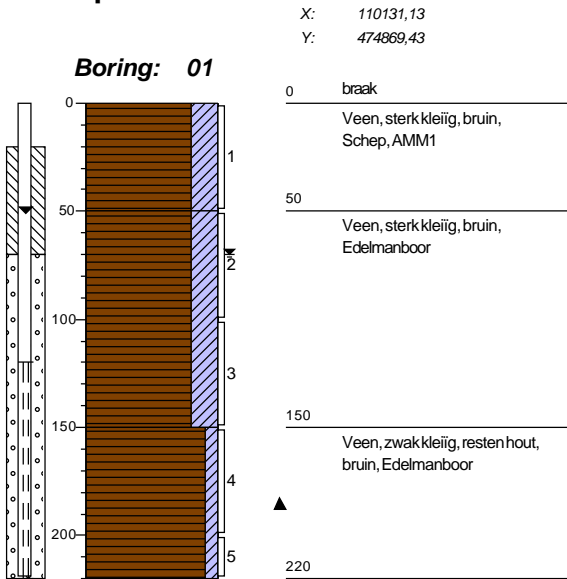 X: 110131,13
Y: 474869,43
Boring: 01
0
50
100
150
200
1
2
3
4
5
0 braak
Veen, sterk kleiïg, bruin,
Schep, AMM1
50
Veen, sterk kleiïg, bruin,
Edelmanboor
150
Veen, zwak kleiïg, resten hout,
bruin, Edelmanboor
220